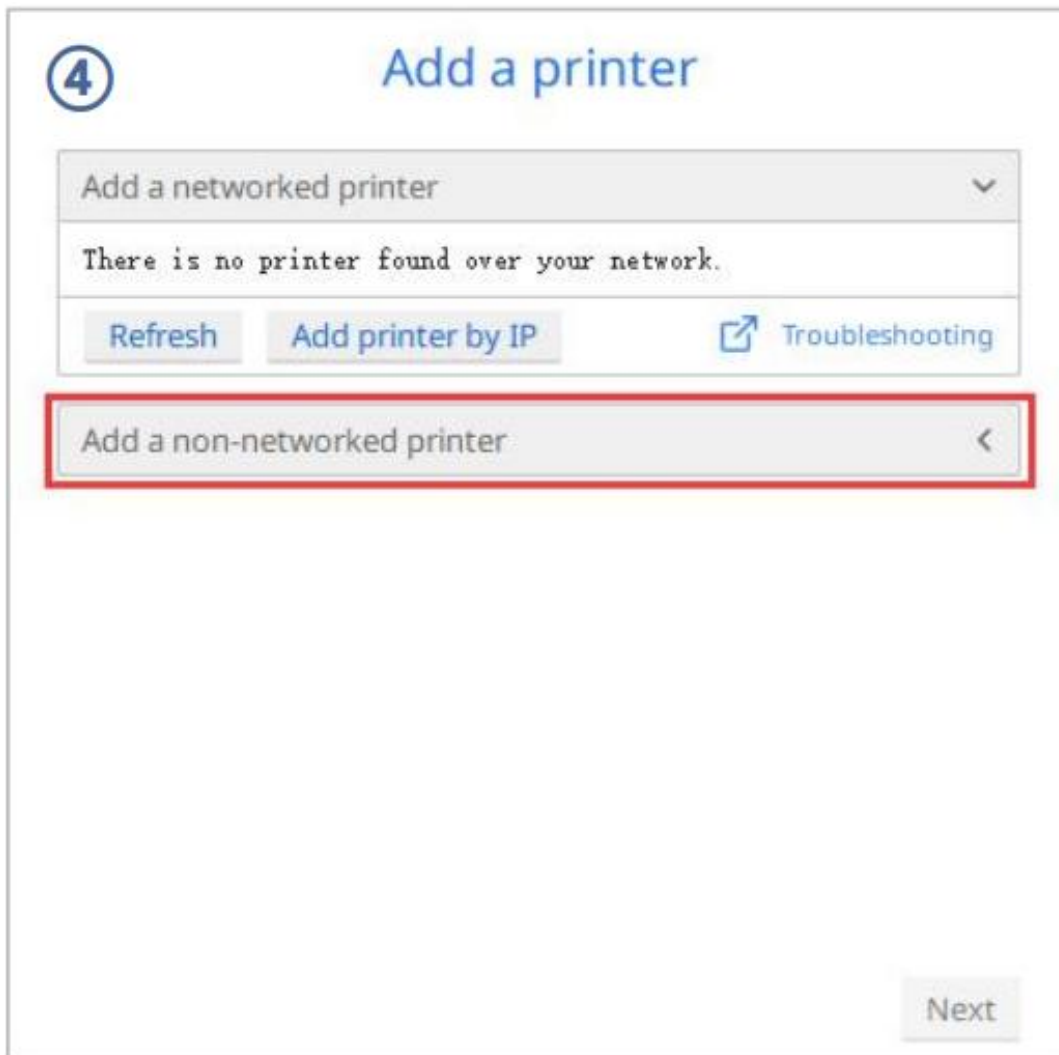 ④ Add a printer
Add a networked printer
There is no printer found over your network.
Refresh Add printer by IP Troubleshooting
Add a non-networked printer
Next